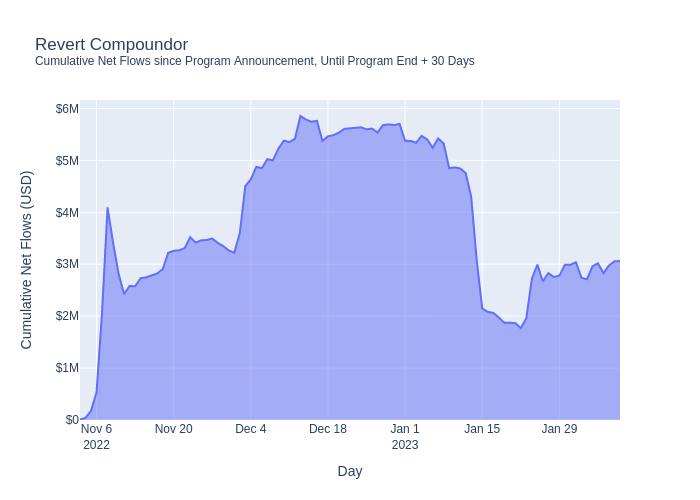 Revert Compoundor
Cumulative Net Flows since Program Announcement, Until Program End + 30 Days
Cumulative Net Flows (USD)
$6M
$5M
$4M
$3M
$2M
$1M
$0
Nov 6
2022
Nov 20
Dec 4
Dec 18
Jan 1
2023
Jan 15
Jan 29
Day